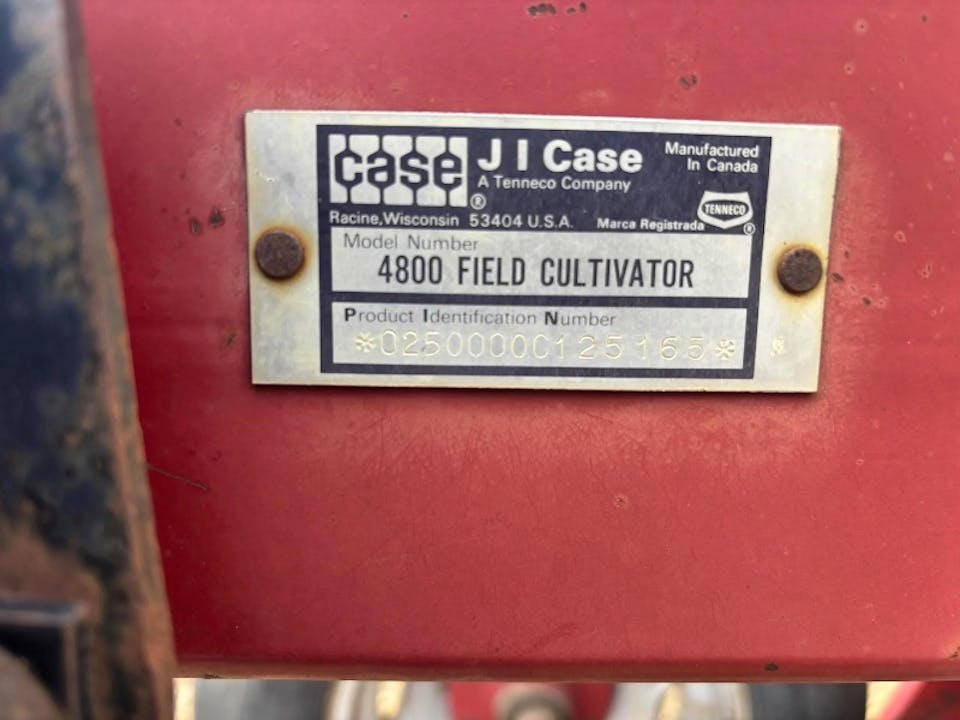 case
®
J I Case
A Tenneco Company
Manufactured
In Canada
TENNECO
®
Racine, Wisconsin 53404 U.S.A.
Marca Registrada
Model Number
4800 FIELD CULTIVATOR
Product Identification Number
*0250000C125165*